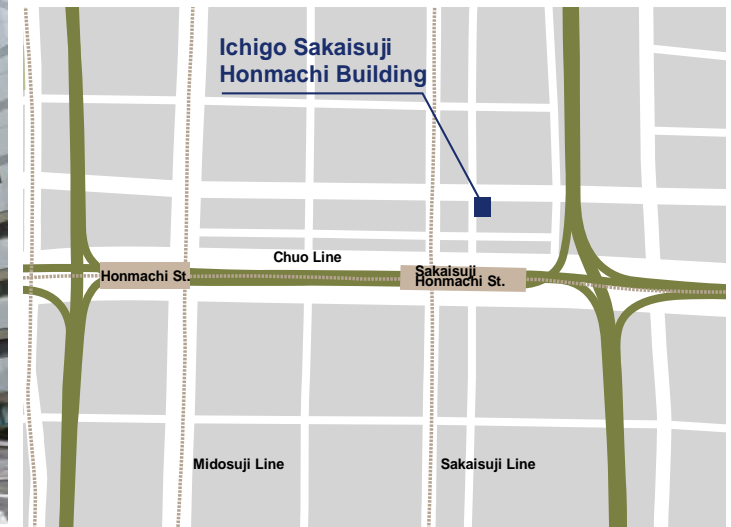 Ichigo Sakaisuji
Honmachi Building
Chuo Line
Honmachi St.
Sakaisuji
Honmachi St.
Midosuji Line
Sakaisuji Line